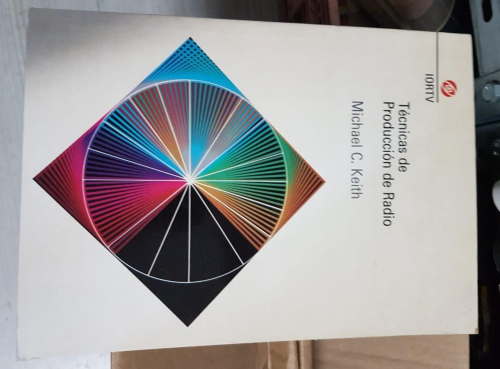 IORTV
Técnicas de
Producción de Radio
Michael C. Keith